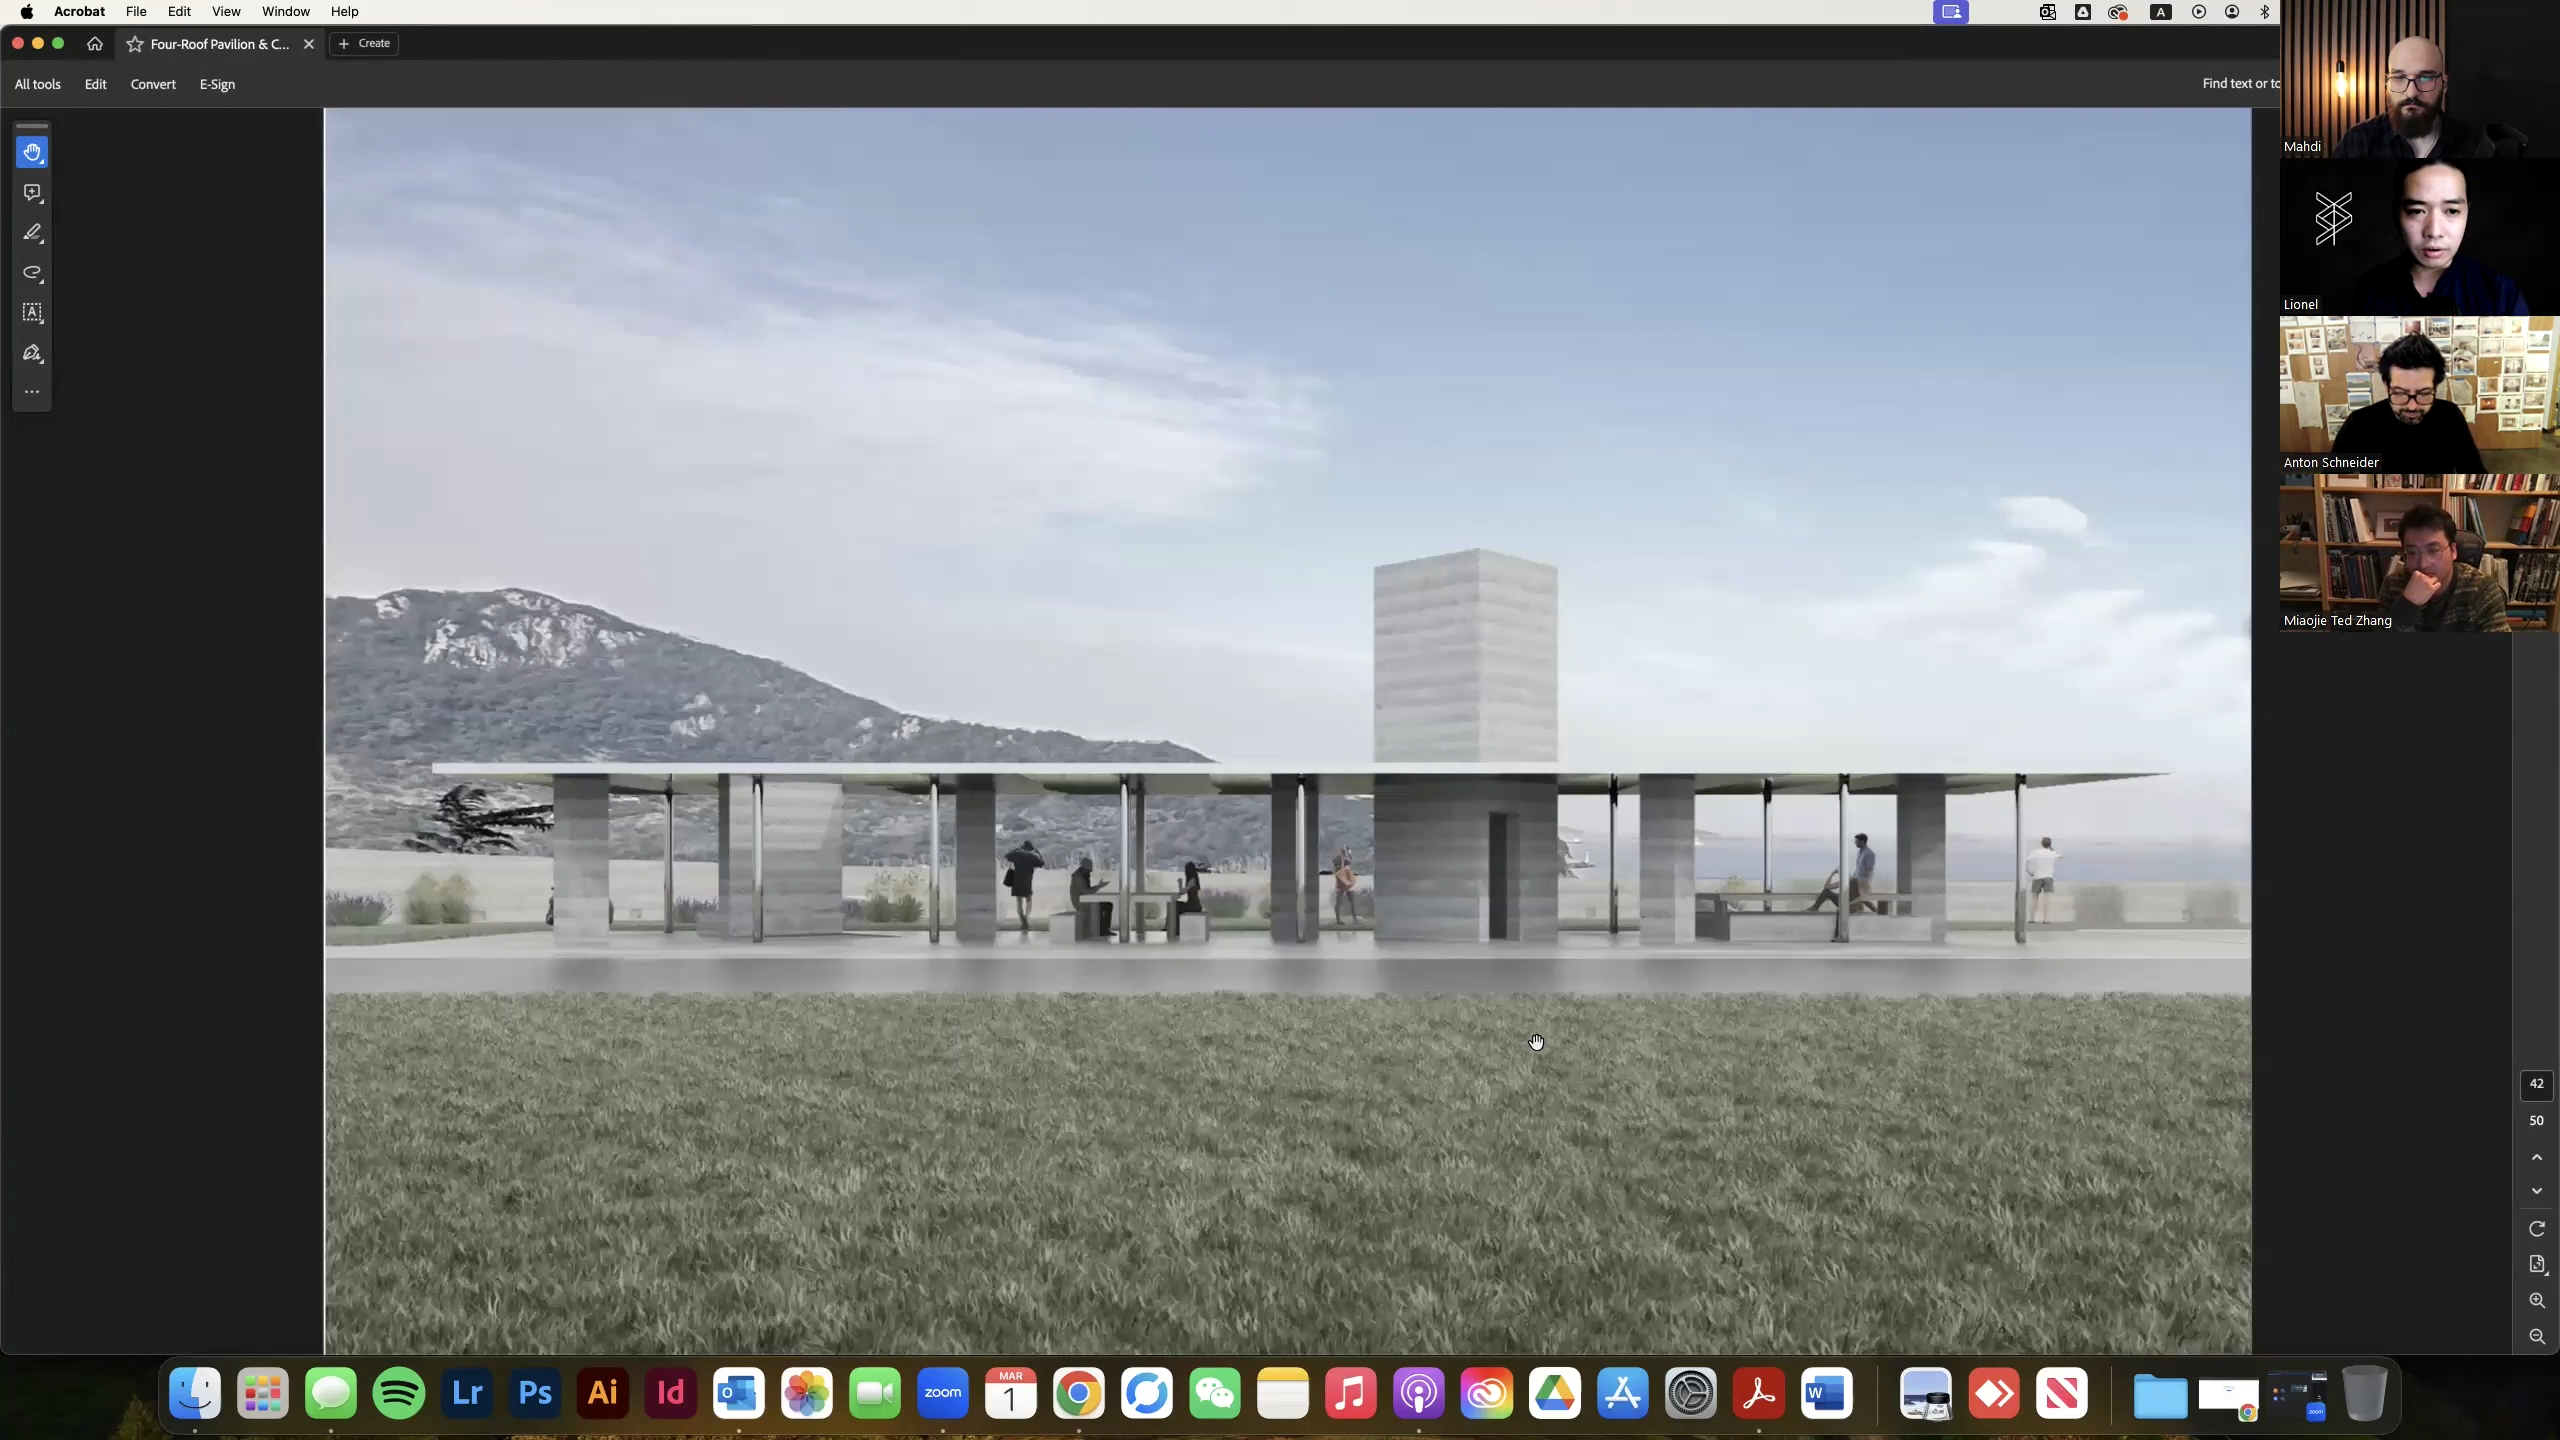 Acrobat File Edit View Window Help
Four-Roof Pavilion & C...
Create
All tools Edit Convert E-Sign
Find text or to
Mahdi
Lionel
Anton Schneider
Miaojie Ted Zhang
42
50
Lr
Ps
Ai
Id
zoom
MAR
1
W